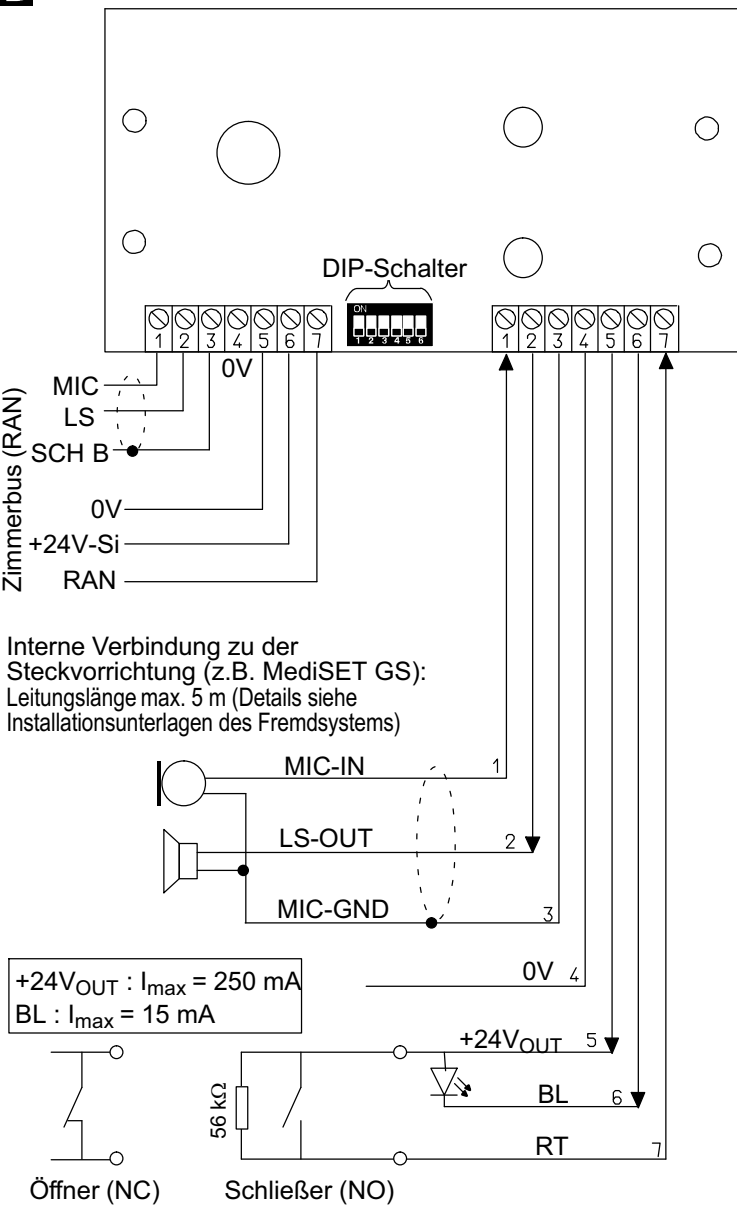 DIP-Schalter
ON
1 2 3 4 5 6
1 2 3 4 5 6 7
1 2 3 4 5 6 7
0V
Zimmerbus (RAN)
MIC
LS
SCH B
0V
+24V-Si
RAN
Interne Verbindung zu der
Steckvorrichtung (z.B. MediSET GS):
Leitungslänge max. 5 m (Details siehe
Installationsunterlagen des Fremdsystems)
MIC-IN 1
LS-OUT 2
MIC-GND 3
0V 4
+24VOUT : Imax = 250 mA
BL : Imax = 15 mA
+24VOUT 5
BL 6
RT 7
56 kΩ
Öffner (NC)
Schließer (NO)